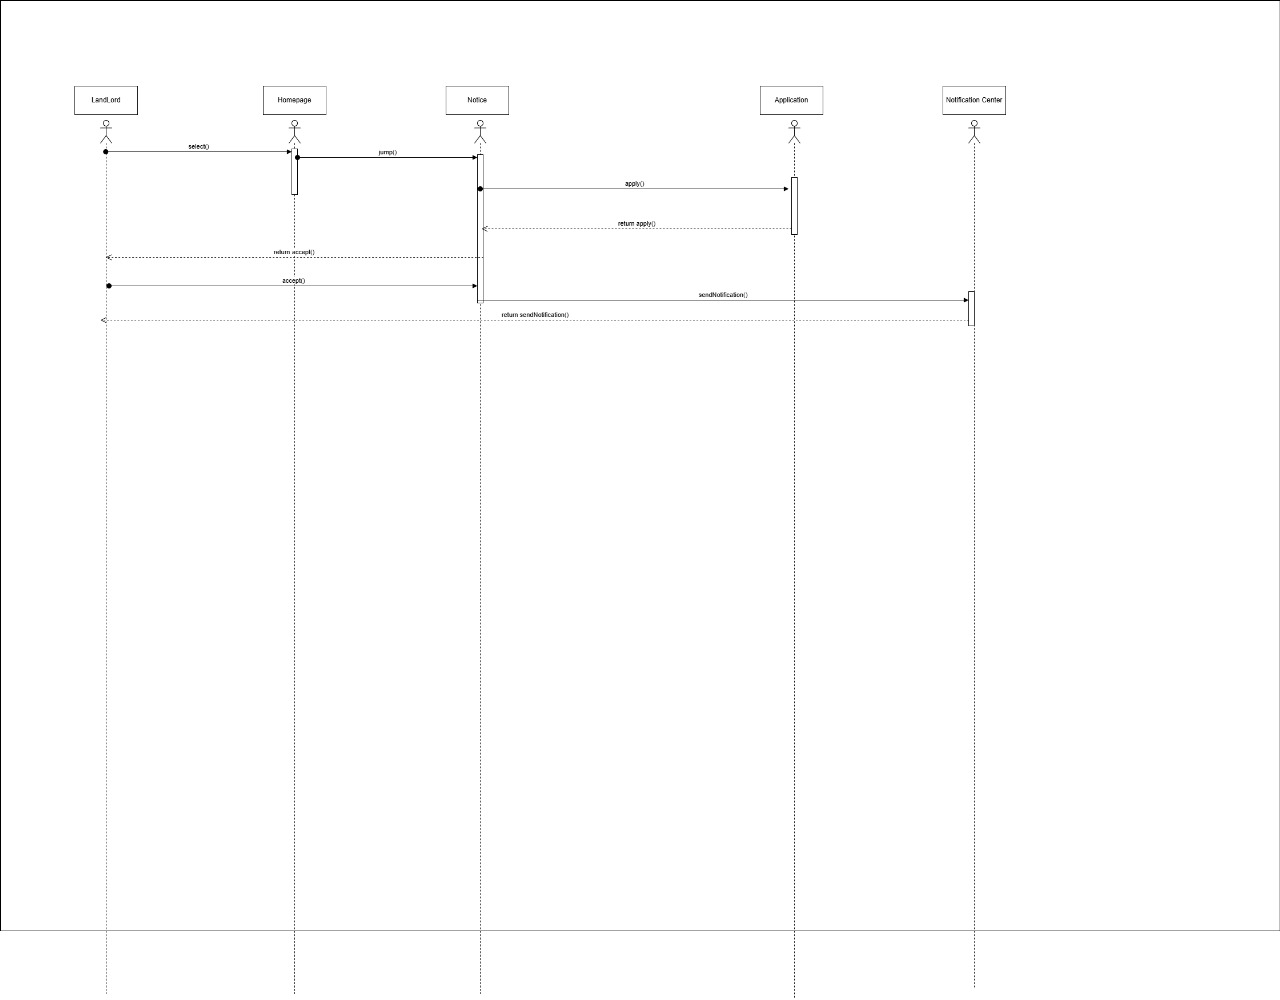 LandLord
Homepage
Notice
Application
Notification Center
select()
jump()
apply()
return apply()
return accept()
accept()
sendNotification()
return sendNotification()